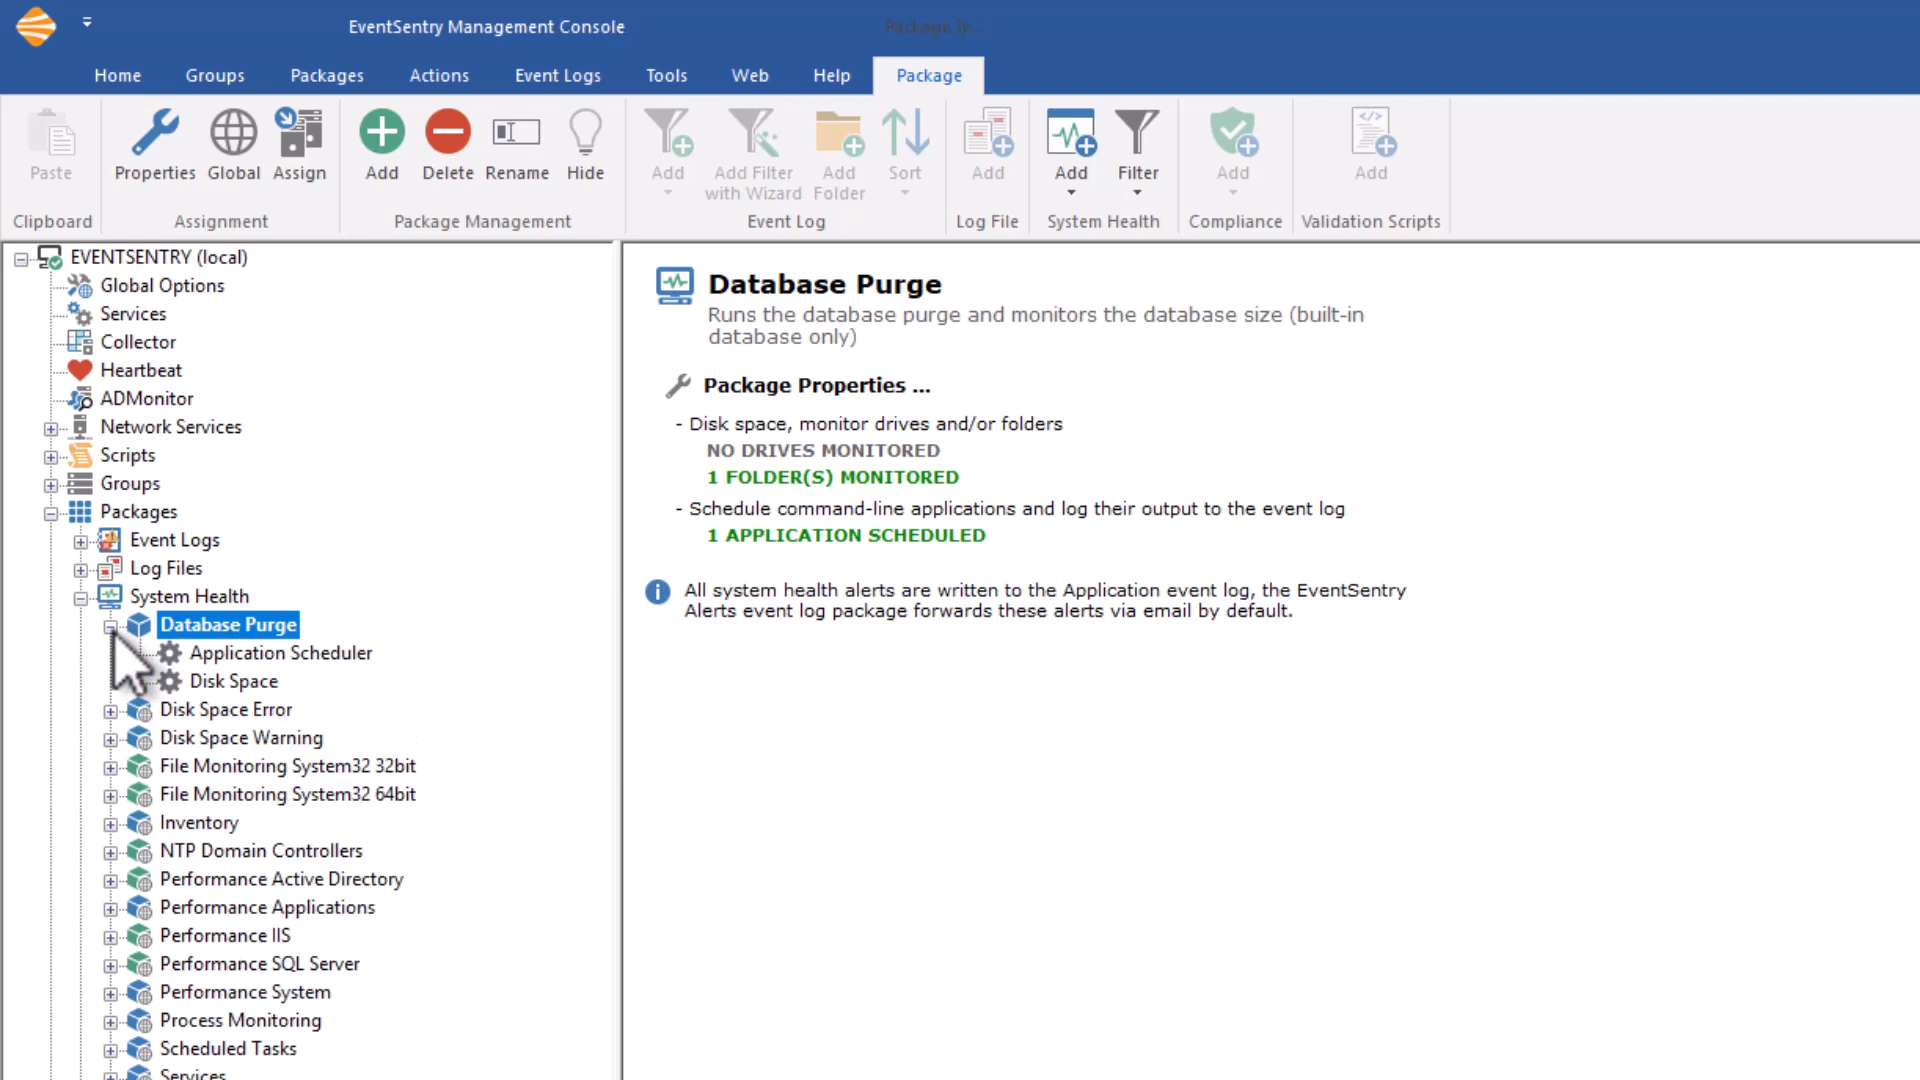 EventSentry Management Console
Home Groups Packages Actions Event Logs Tools Web Help Package
Paste Properties Global Assign Add Delete Rename Hide Add Add Filter with Wizard Add Folder Sort Add Add Filter Add Add
Clipboard Assignment Package Management Event Log Log File System Health Compliance Validation Scripts
EVENTSENTRY (local)
Global Options
Services
Collector
Heartbeat
ADMonitor
Network Services
Scripts
Groups
Packages
Event Logs
Log Files
System Health
Database Purge
Application Scheduler
Disk Space
Disk Space Error
Disk Space Warning
File Monitoring System32 32bit
File Monitoring System32 64bit
Inventory
NTP Domain Controllers
Performance Active Directory
Performance Applications
Performance IIS
Performance SQL Server
Performance System
Process Monitoring
Scheduled Tasks
Services
Database Purge
Runs the database purge and monitors the database size (built-in
database only)
Package Properties ...
- Disk space, monitor drives and/or folders
NO DRIVES MONITORED
1 FOLDER(S) MONITORED
- Schedule command-line applications and log their output to the event log
1 APPLICATION SCHEDULED
All system health alerts are written to the Application event log, the EventSentry
Alerts event log package forwards these alerts via email by default.